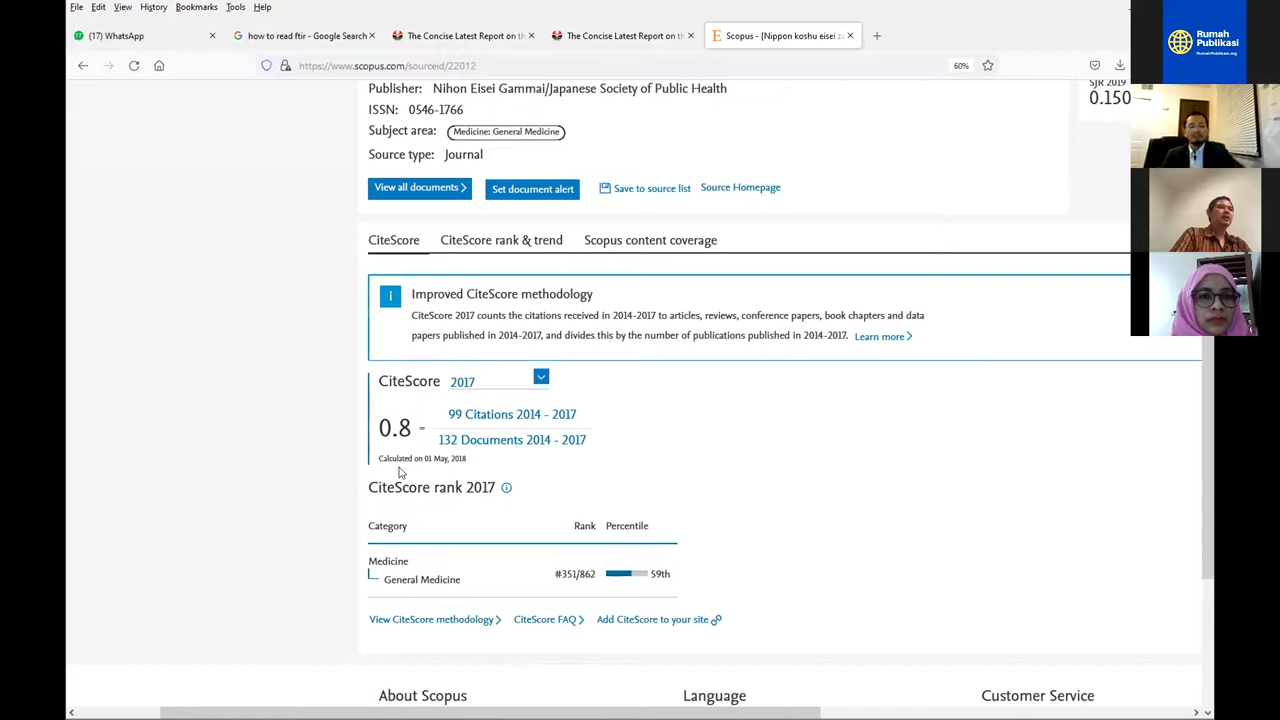 File Edit View History Bookmarks Tools Help
(17) WhatsApp
how to read ftir - Google Search
The Concise Latest Report on th
The Concise Latest Report on th
Scopus - [Nippon koshu eisei za
https://www.scopus.com/sourceid/22012
60%
Rumah
Publikasi
RumahPublikasi.org
Publisher: Nihon Eisei Gammai/Japanese Society of Public Health
ISSN: 0546-1766
Subject area: Medicine: General Medicine
Source type: Journal
SJR 2019
0.150
View all documents
Set document alert
Save to source list
Source Homepage
CiteScore
CiteScore rank & trend
Scopus content coverage
i
Improved CiteScore methodology
CiteScore 2017 counts the citations received in 2014-2017 to articles, reviews, conference papers, book chapters and data
papers published in 2014-2017, and divides this by the number of publications published in 2014-2017. Learn more
CiteScore 2017
0.8 =
99 Citations 2014 - 2017
132 Documents 2014 - 2017
Calculated on 01 May, 2018
CiteScore rank 2017
Category Rank Percentile
Medicine
General Medicine #351/862 59th
View CiteScore methodology CiteScore FAQ Add CiteScore to your site
About Scopus Language Customer Service